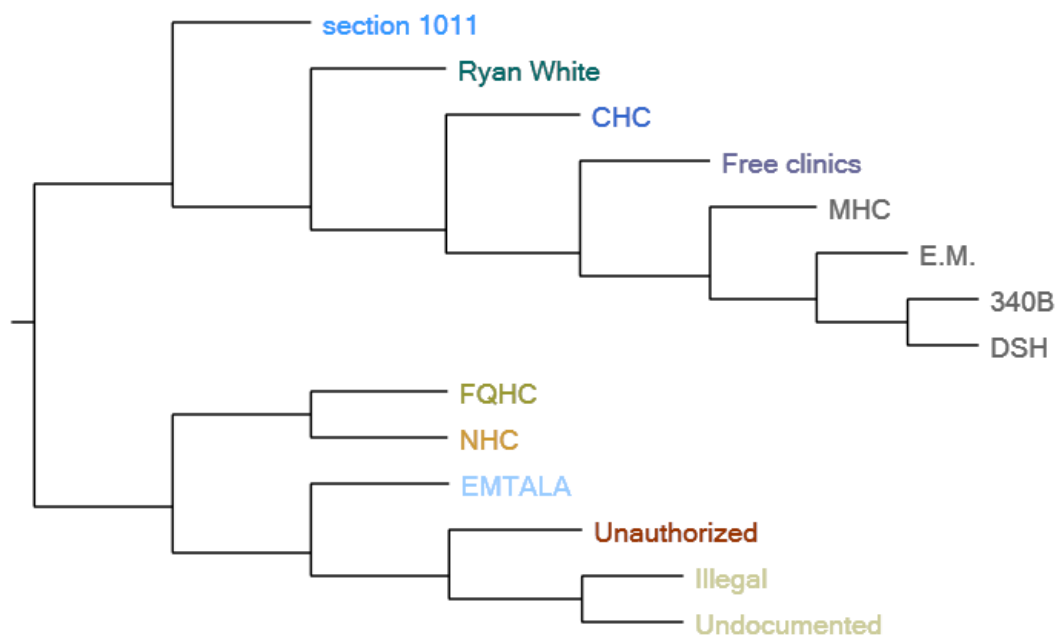 section 1011
Ryan White
CHC
Free clinics
MHC
E.M.
340B
DSH
FQHC
NHC
EMTALA
Unauthorized
Illegal
Undocumented